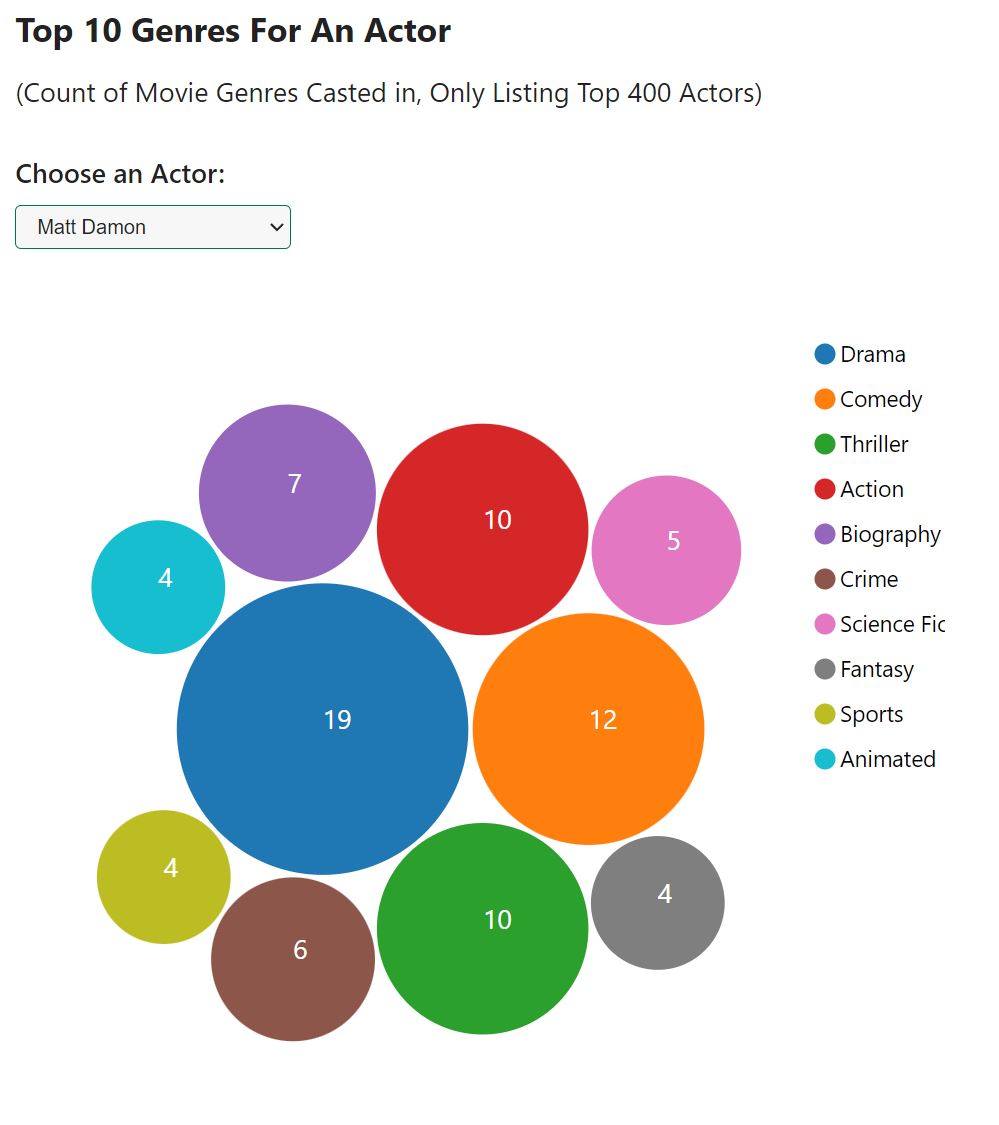 Top 10 Genres For An Actor
(Count of Movie Genres Casted in, Only Listing Top 400 Actors)
Choose an Actor:
Matt Damon
Drama
Comedy
Thriller
Action
Biography
Crime
Science Fic
Fantasy
Sports
Animated
7
10
5
4
19
12
4
6
10
4